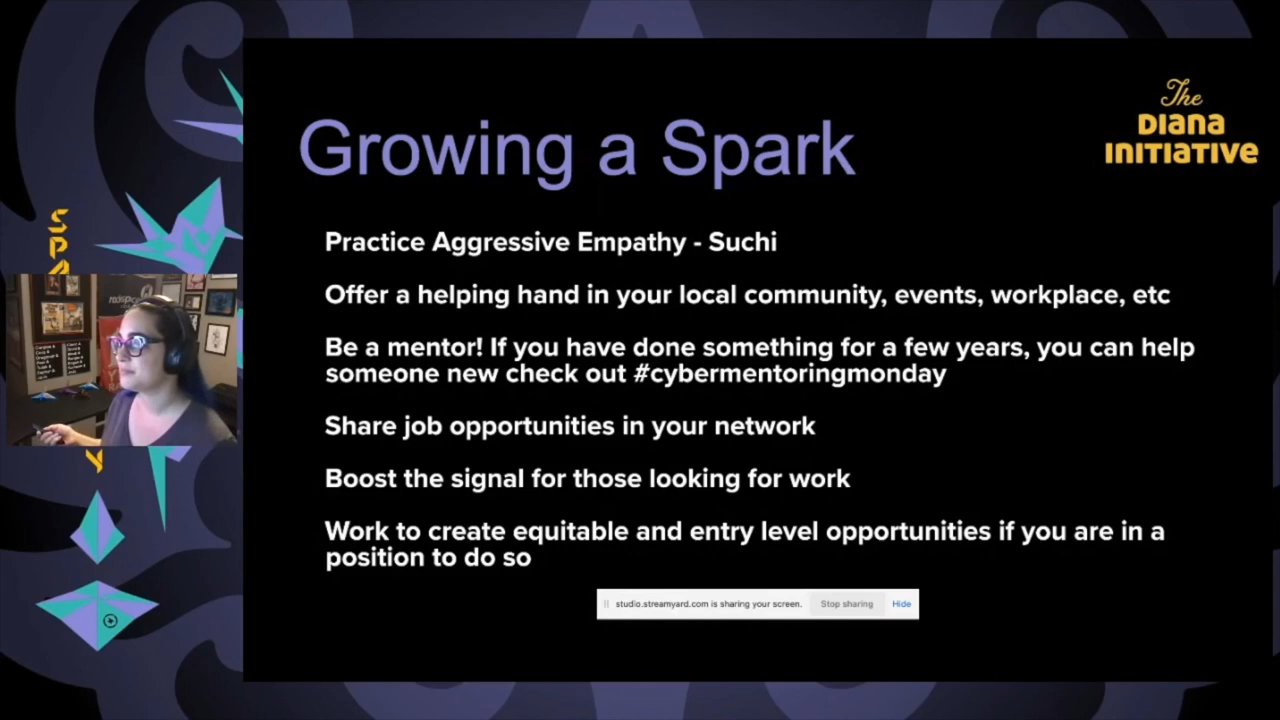 The
DIANA
INITIATIVE
Growing a Spark
Practice Aggressive Empathy - Suchi
Offer a helping hand in your local community, events, workplace, etc
Be a mentor! If you have done something for a few years, you can help
someone new check out #cybermentoringmonday
Share job opportunities in your network
Boost the signal for those looking for work
Work to create equitable and entry level opportunities if you are in a
position to do so
studio.streamyard.com is sharing your screen. Stop sharing Hide